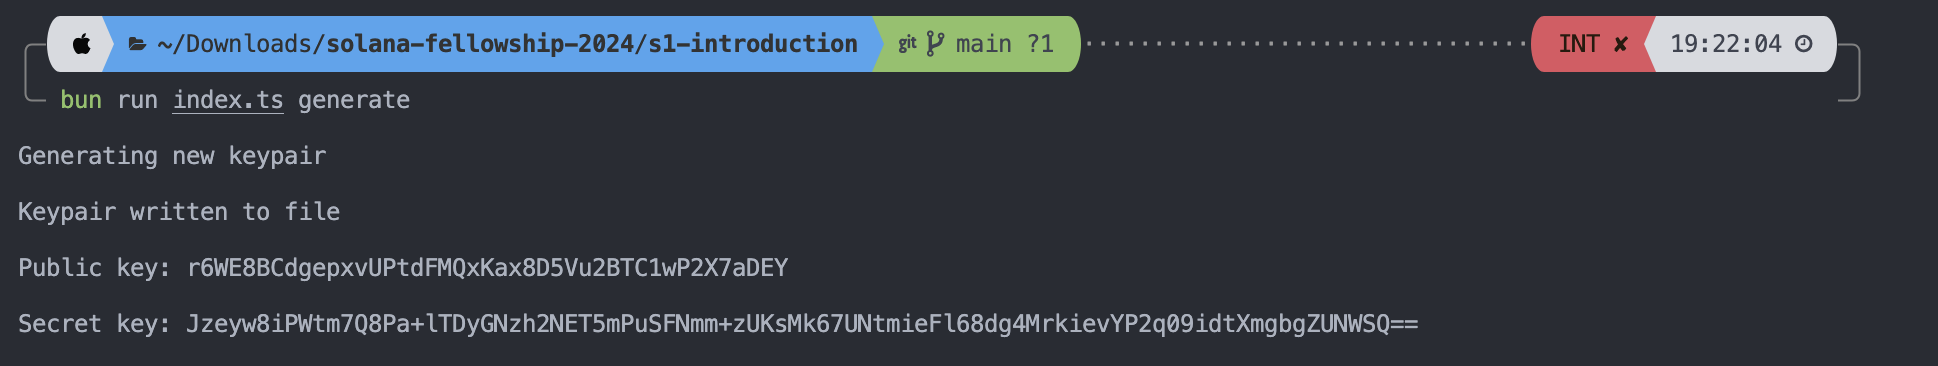 ~/Downloads/solana-fellowship-2024/s1-introduction git main ?1 INT ✘ 19:22:04
bun run index.ts generate
Generating new keypair
Keypair written to file
Public key: r6WE8BCdgepxvUPtdFMQxKax8D5Vu2BTC1wP2X7aDEY
Secret key: Jzeyw8iPWtm7Q8Pa+lTDyGNzh2NET5mPuSFNmm+zUKsMk67UNtmieFl68dg4MrkievYP2q09idtXmgbgZUNWSQ==